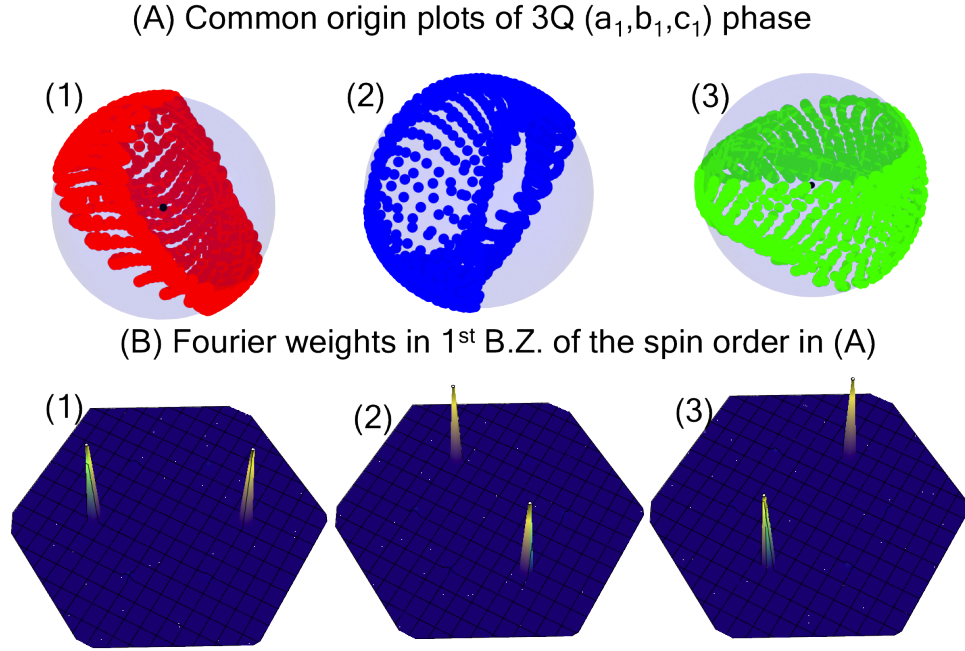 (A) Common origin plots of 3Q (a₁,b₁,c₁) phase
(1) (2) (3)
(B) Fourier weights in 1ˢᵗ B.Z. of the spin order in (A)
(1) (2) (3)